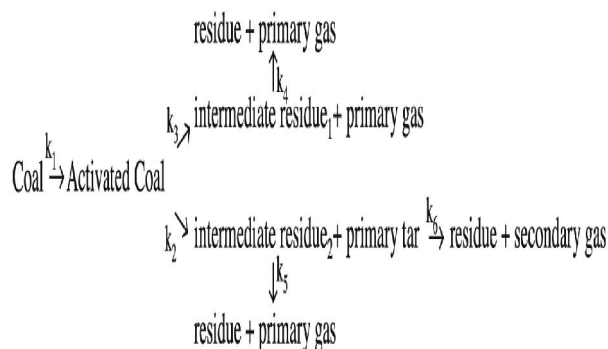 residue + primary gas
↑k₄
k₃ ↗ intermediate residue₁ + primary gas
Coal k₁→ Activated Coal
k₂ ↘ intermediate residue₂ + primary tar k₆→ residue + secondary gas
↓k₅
residue + primary gas